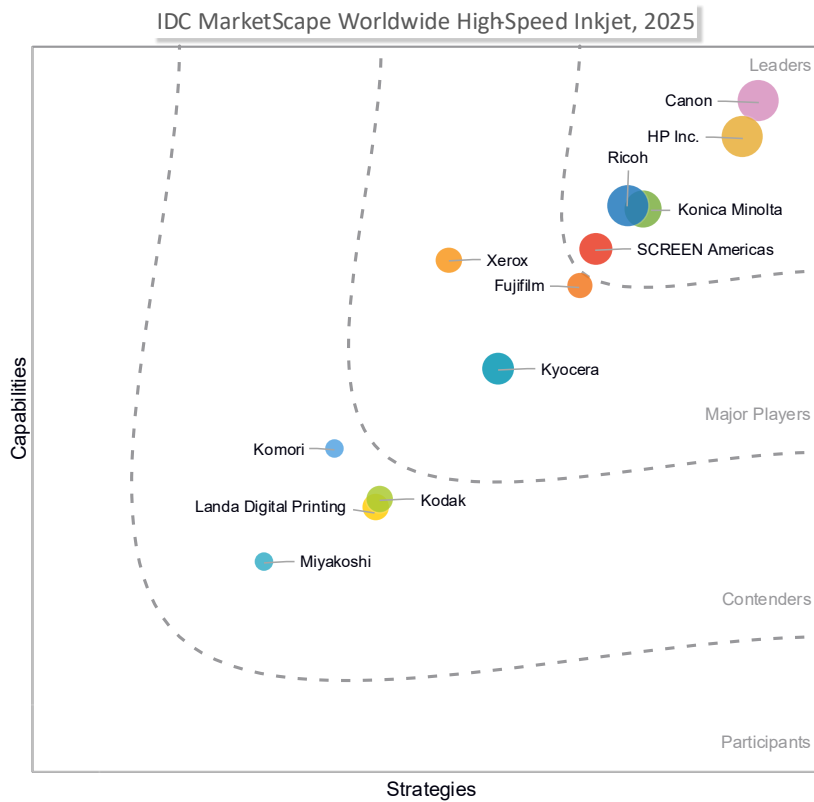 IDC MarketScape Worldwide High-Speed Inkjet, 2025
Leaders
Canon
HP Inc.
Ricoh
Konica Minolta
SCREEN Americas
Xerox
Fujifilm
Kyocera
Capabilities
Major Players
Komori
Kodak
Landa Digital Printing
Miyakoshi
Contenders
Participants
Strategies